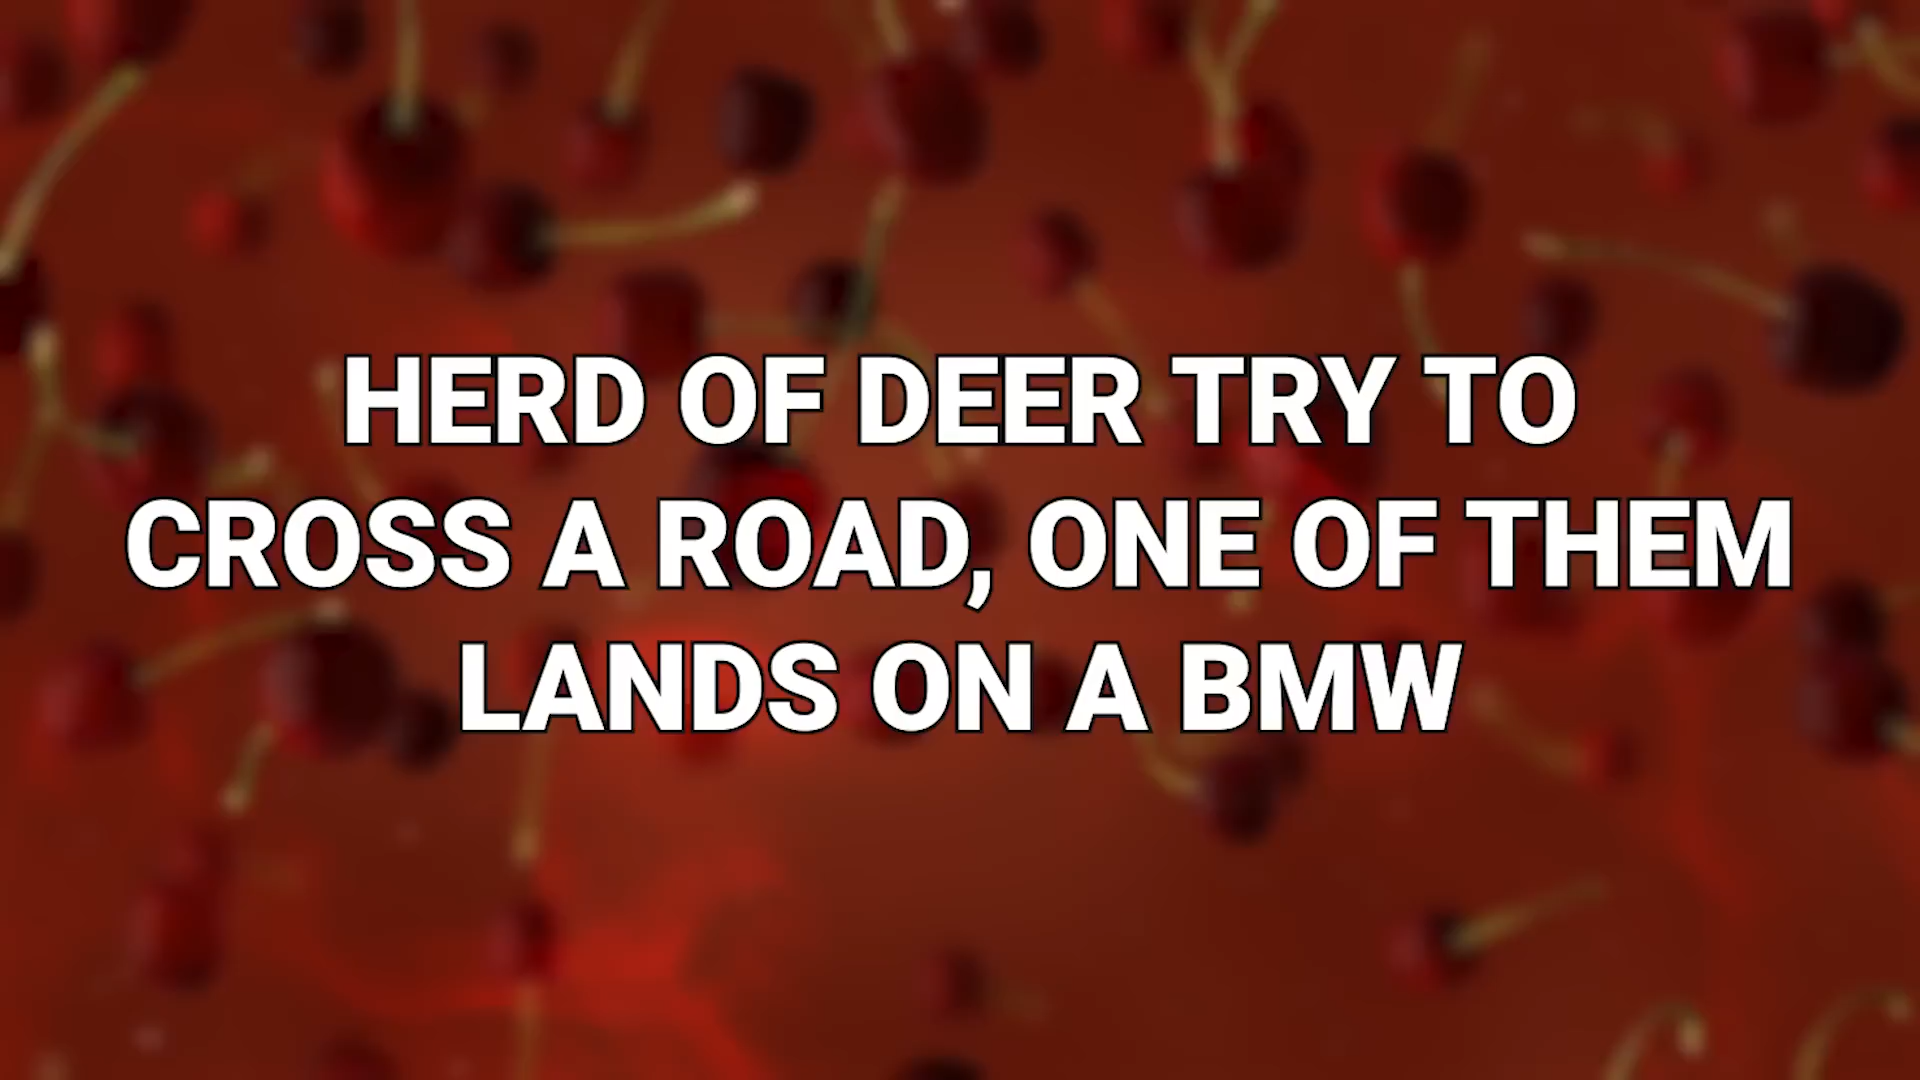 HERD OF DEER TRY TO
CROSS A ROAD, ONE OF THEM
LANDS ON A BMW